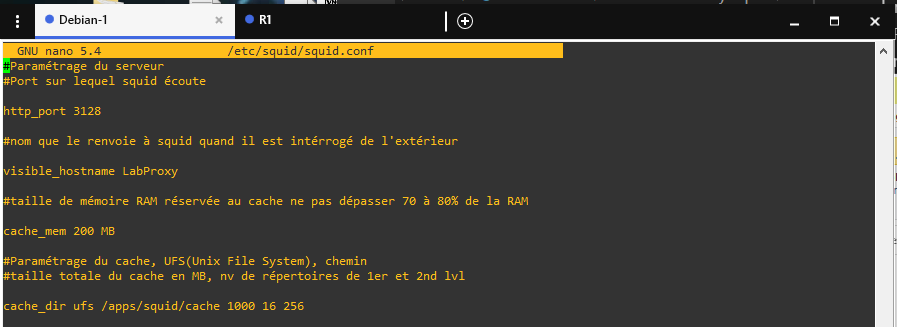 Debian-1
R1
GNU nano 5.4 /etc/squid/squid.conf
#Paramétrage du serveur
#Port sur lequel squid écoute
http_port 3128
#nom que le renvoie à squid quand il est intérrogé de l'extérieur
visible_hostname LabProxy
#taille de mémoire RAM réservée au cache ne pas dépasser 70 à 80% de la RAM
cache_mem 200 MB
#Paramétrage du cache, UFS(Unix File System), chemin
#taille totale du cache en MB, nv de répertoires de 1er et 2nd lvl
cache_dir ufs /apps/squid/cache 1000 16 256